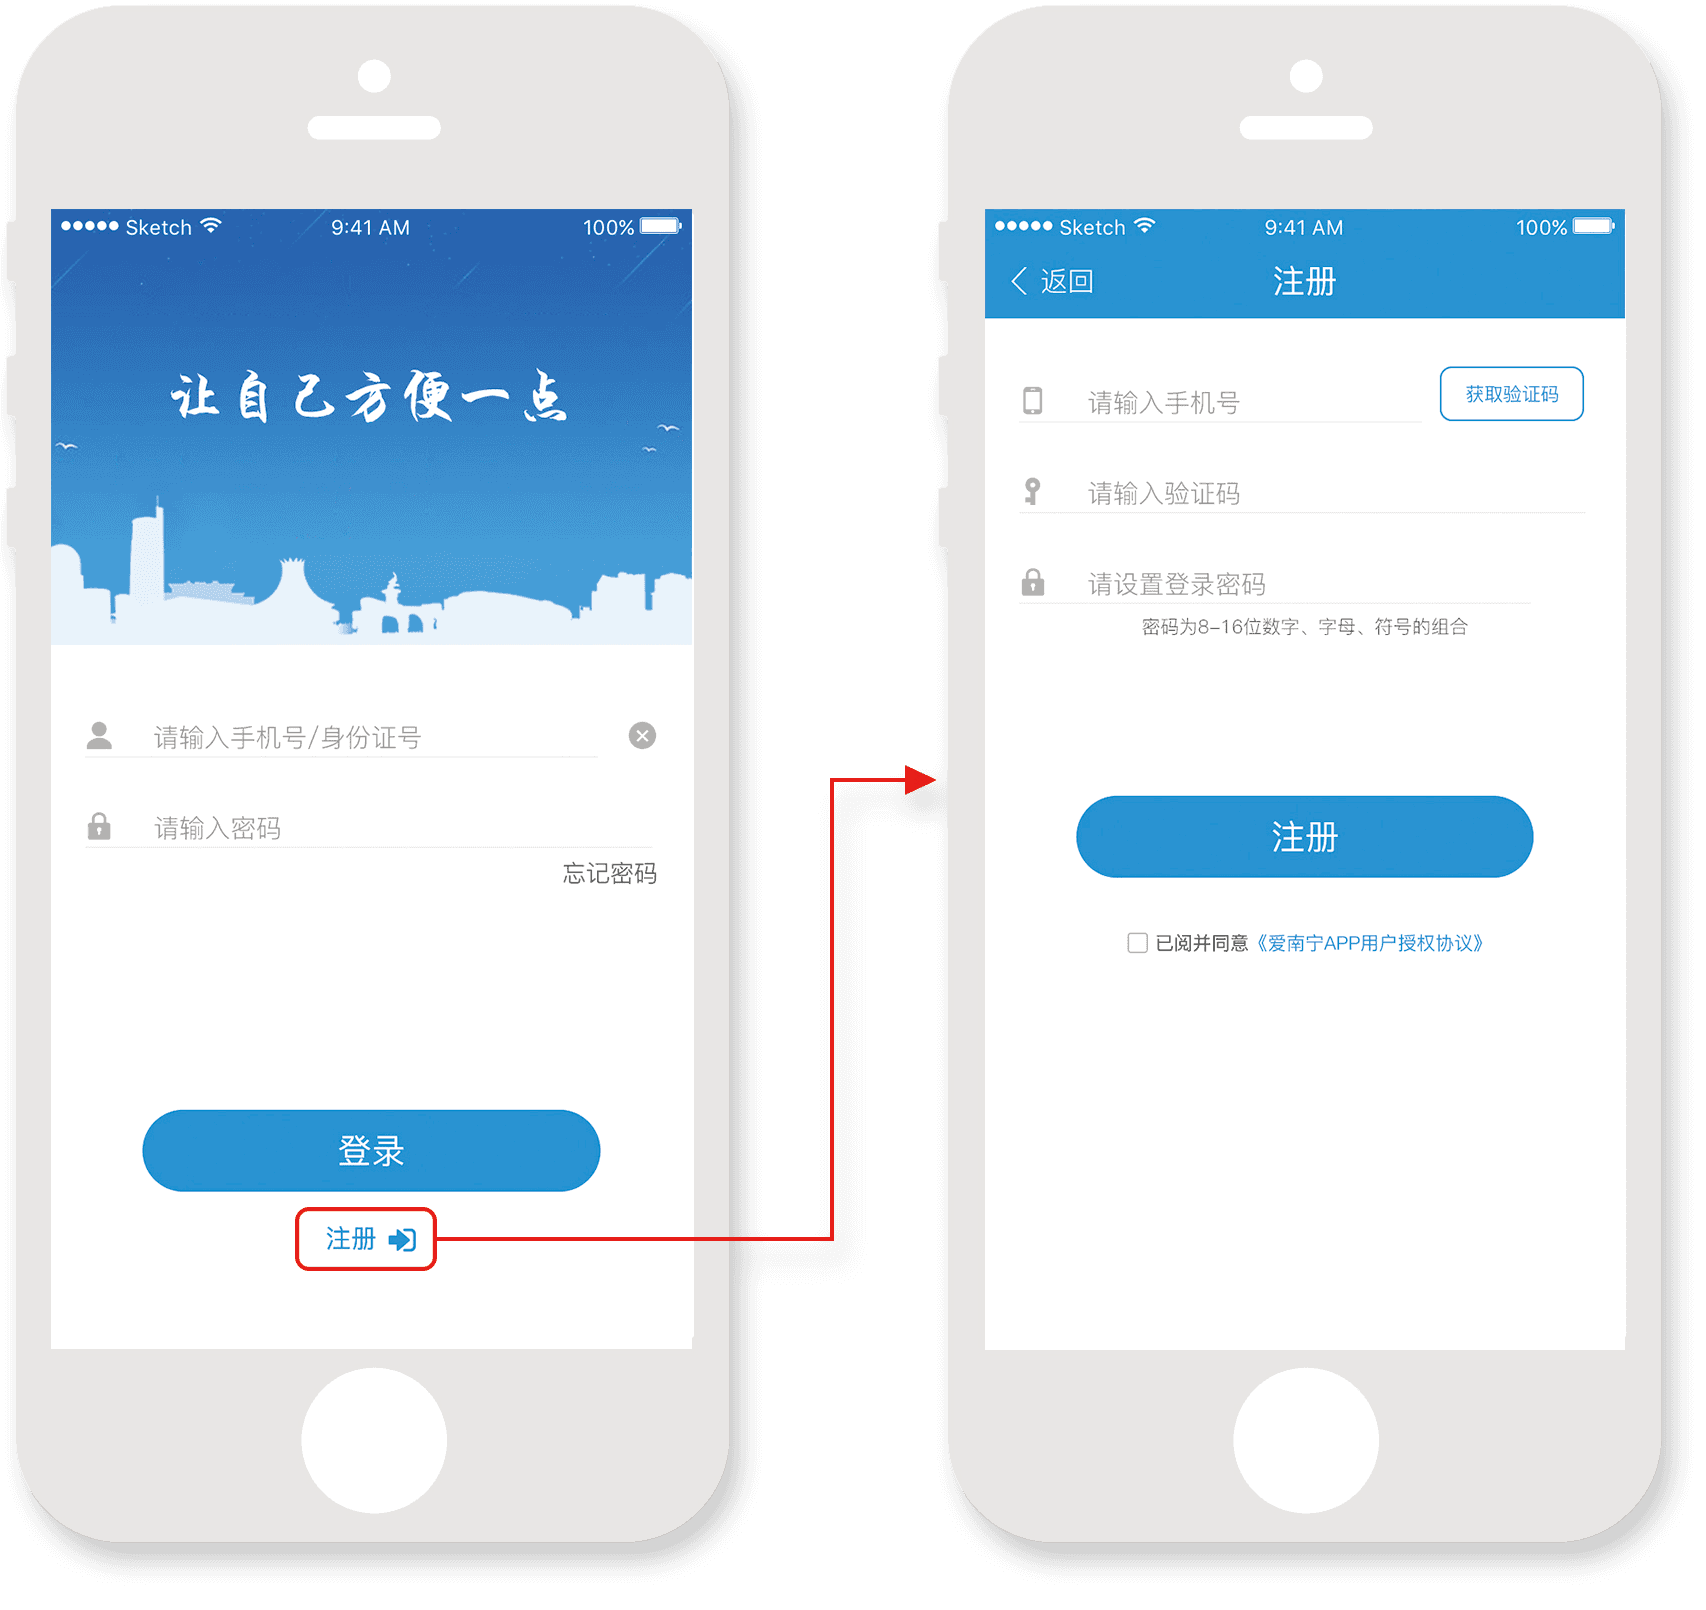 Sketch 9:41 AM 100%
让自己方便一点
请输入手机号/身份证号
请输入密码
忘记密码
登录
注册
Sketch 9:41 AM 100%
返回 注册
请输入手机号 获取验证码
请输入验证码
请设置登录密码
密码为8-16位数字、字母、符号的组合
注册
已阅并同意《爱南宁APP用户授权协议》